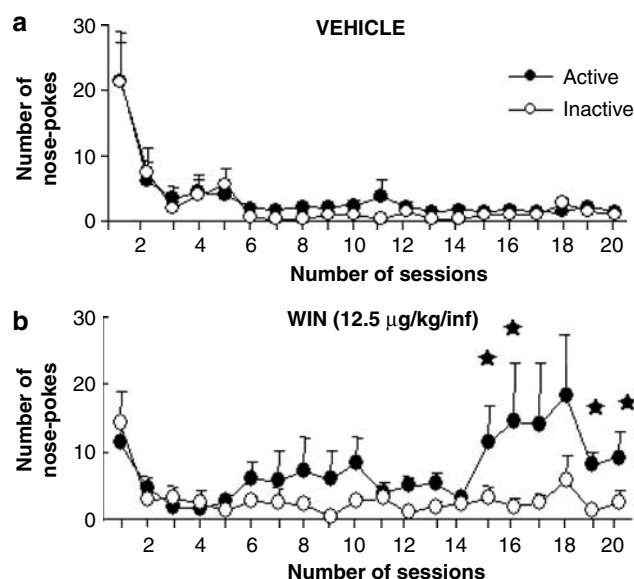 a
VEHICLE
Number of
nose-pokes
30
20
10
0
Active
Inactive
2 4 6 8 10 12 14 16 18 20
Number of sessions
b
WIN (12.5 μg/kg/inf)
Number of
nose-pokes
30
20
10
0
2 4 6 8 10 12 14 16 18 20
Number of sessions